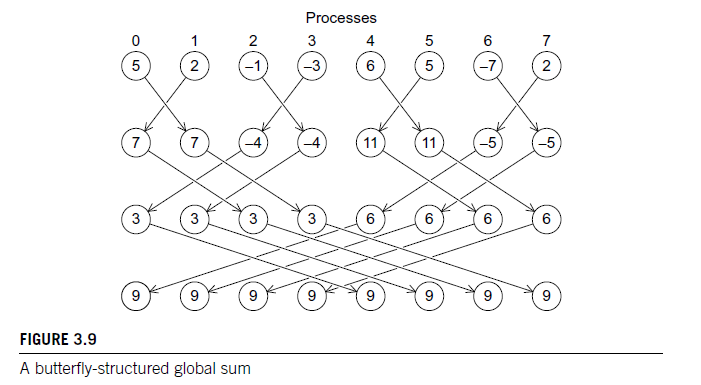 Processes
0 1 2 3 4 5 6 7
5 2 –1 –3 6 5 –7 2
7 7 –4 –4 11 11 –5 –5
3 3 3 3 6 6 6 6
9 9 9 9 9 9 9 9
FIGURE 3.9
A butterfly-structured global sum